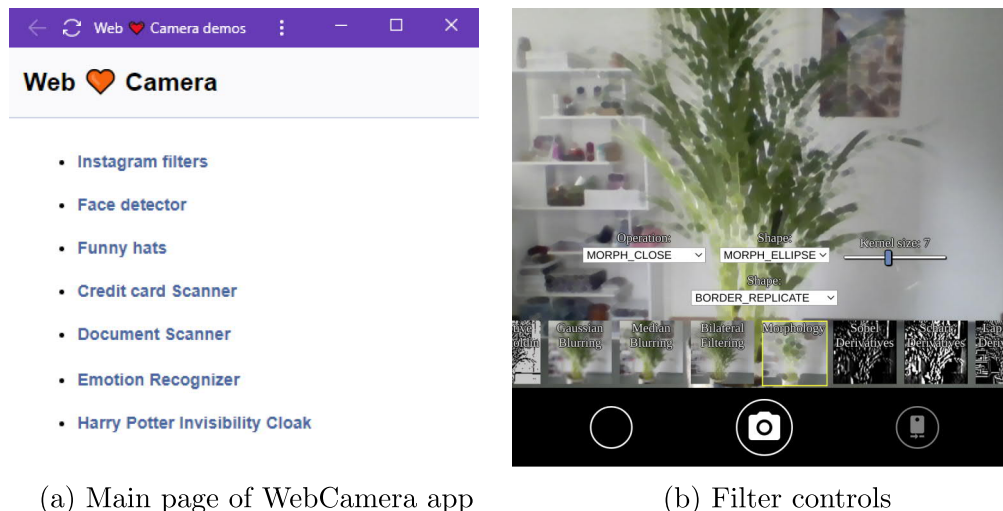 Web ❤ Camera demos
Web 🧡 Camera
• Instagram filters
• Face detector
• Funny hats
• Credit card Scanner
• Document Scanner
• Emotion Recognizer
• Harry Potter Invisibility Cloak
(a) Main page of WebCamera app
Operation: Shape: Kernel size: 7
MORPH_CLOSE MORPH_ELLIPSE
Shape:
BORDER_REPLICATE
Gaussian Median Bilateral Morphology Sobel
Blurring Blurring Filtering Derivatives Derivatives
(b) Filter controls